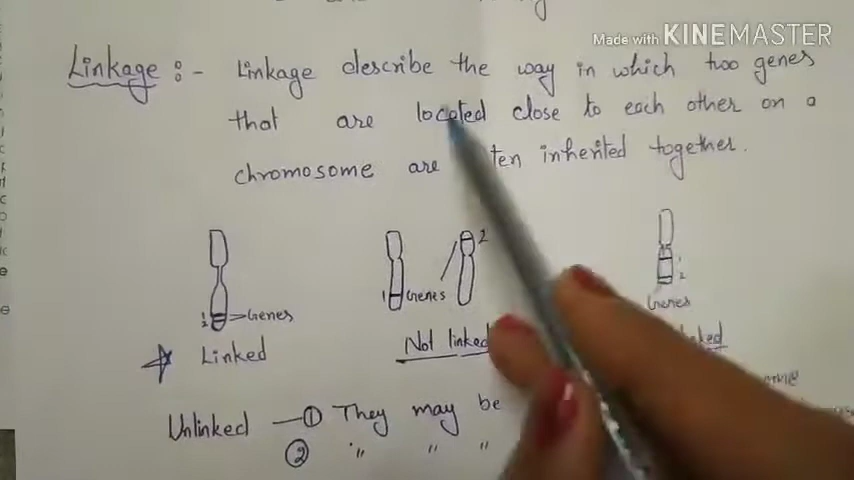 Made with KINEMASTER
Linkage :- Linkage describe the way in which two genes
that are located close to each other on a
chromosome are ten inherited together.
2
1 Genes
1
2
Genes
1
2 Genes
Linked
Not linked
Unlinked — ① They may be
② " " "